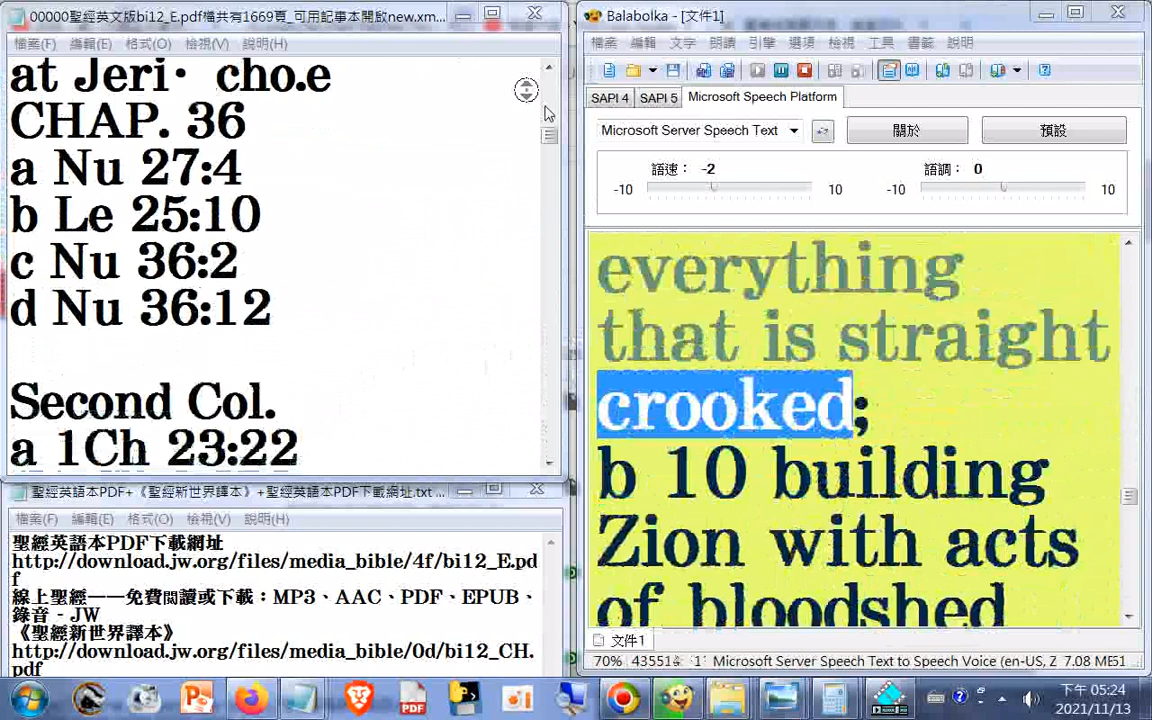 00000聖經英文版bi12_E.pdf檔共有1669頁_可用記事本開啟new.xm...
檔案(F) 編輯(E) 格式(O) 檢視(V) 說明(H)
at Jeri· cho.e
CHAP. 36
a Nu 27:4
b Le 25:10
c Nu 36:2
d Nu 36:12
Second Col.
a 1Ch 23:22
聖經英語本PDF+《聖經新世界譯本》+聖經英語本PDF下載網址.txt ...
檔案(F) 編輯(E) 格式(O) 檢視(V) 說明(H)
聖經英語本PDF下載網址
http://download.jw.org/files/media_bible/4f/bi12_E.pd
f
線上聖經——免費閱讀或下載：MP3、AAC、PDF、EPUB、
錄音 - JW
《聖經新世界譯本》
http://download.jw.org/files/media_bible/0d/bi12_CH.
pdf
Balabolka - [文件1]
檔案 編輯 文字 朗讀 引擎 選項 檢視 工具 書籤 說明
SAPI 4 SAPI 5 Microsoft Speech Platform
Microsoft Server Speech Text 關於 預設
語速： -2 語調： 0
-10 10 -10 10
everything
that is straight
crooked;
b 10 building
Zion with acts
of bloodshed
文件1
70% Microsoft Server Speech Text to Speech Voice (en-US, Z 7.08 ME
PDF
下午 05:24
2021/11/13